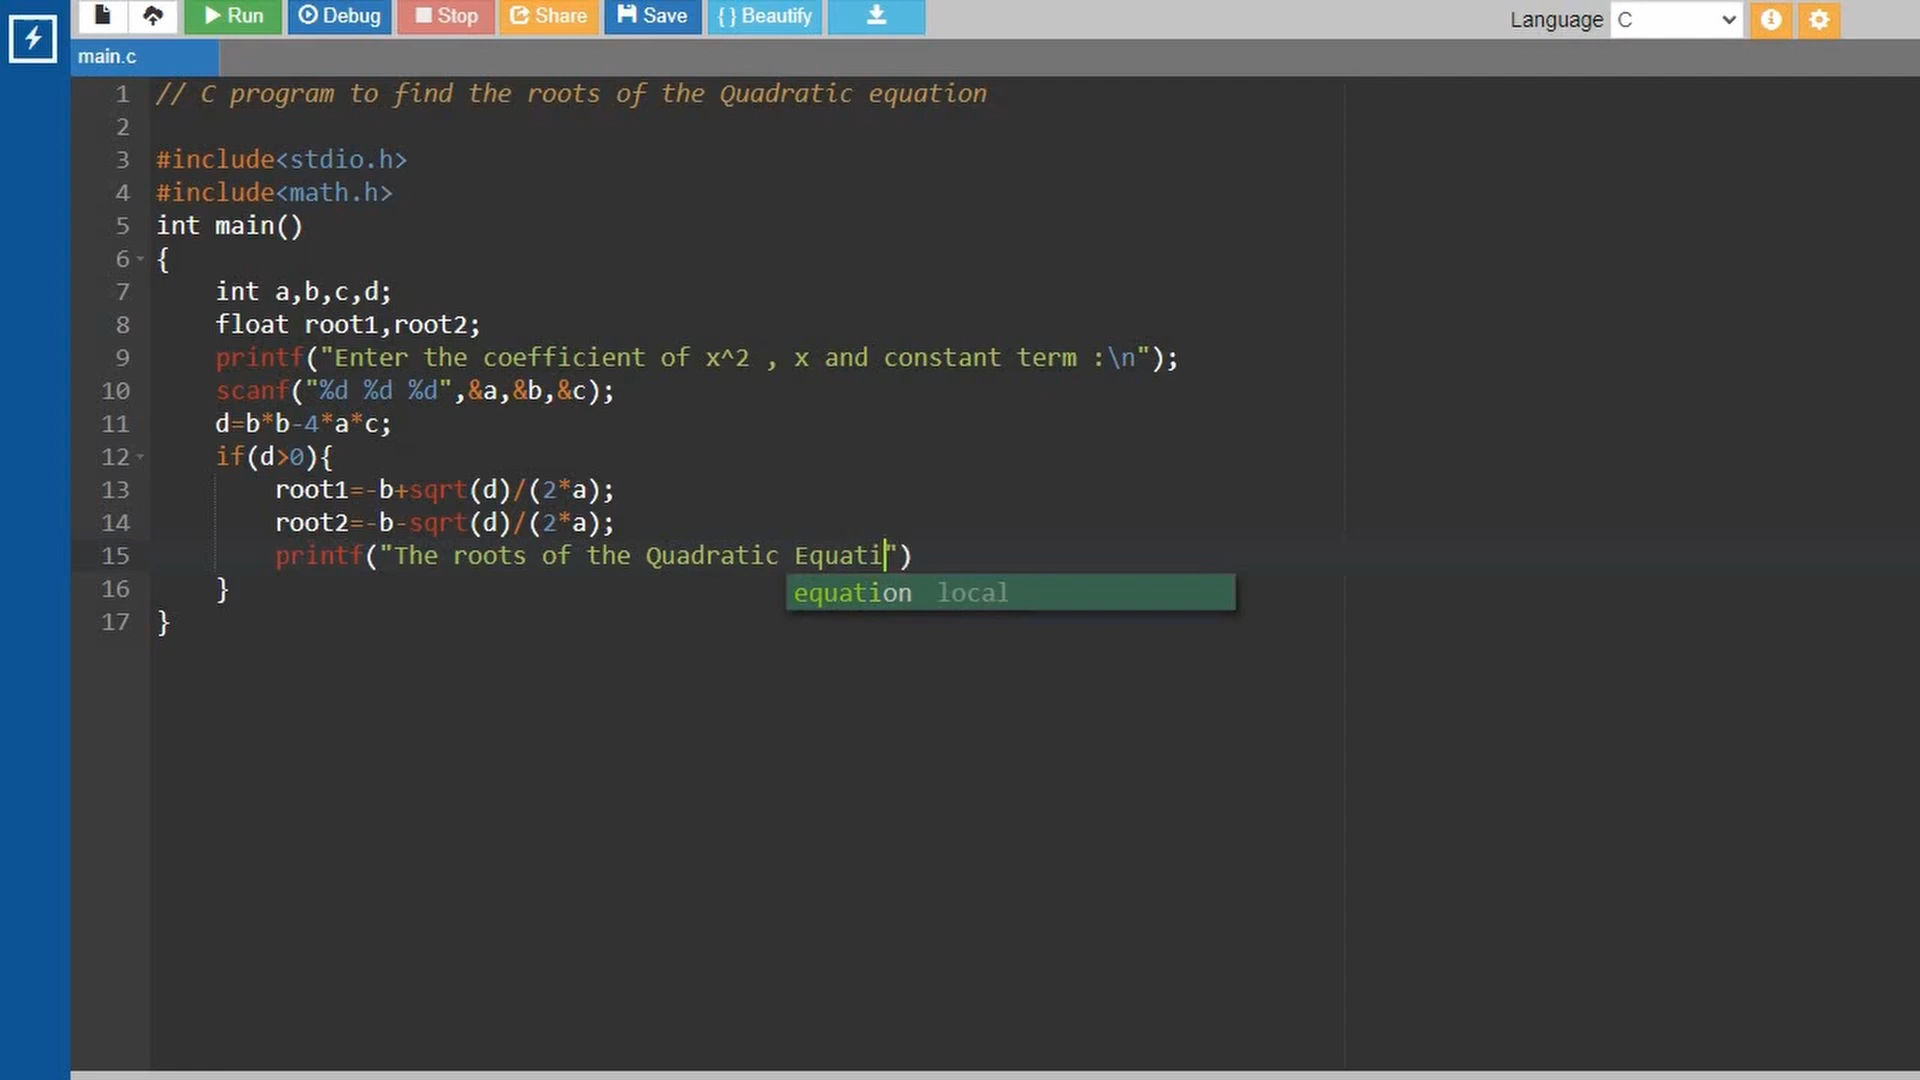 Run Debug Stop Share Save { } Beautify Language C
main.c
1 // C program to find the roots of the Quadratic equation
2
3 #include<stdio.h>
4 #include<math.h>
5 int main()
6 {
7 int a,b,c,d;
8 float root1,root2;
9 printf("Enter the coefficient of x^2 , x and constant term :\n");
10 scanf("%d %d %d",&a,&b,&c);
11 d=b*b-4*a*c;
12 if(d>0){
13 root1=-b+sqrt(d)/(2*a);
14 root2=-b-sqrt(d)/(2*a);
15 printf("The roots of the Quadratic Equati")
equation local
16 }
17 }